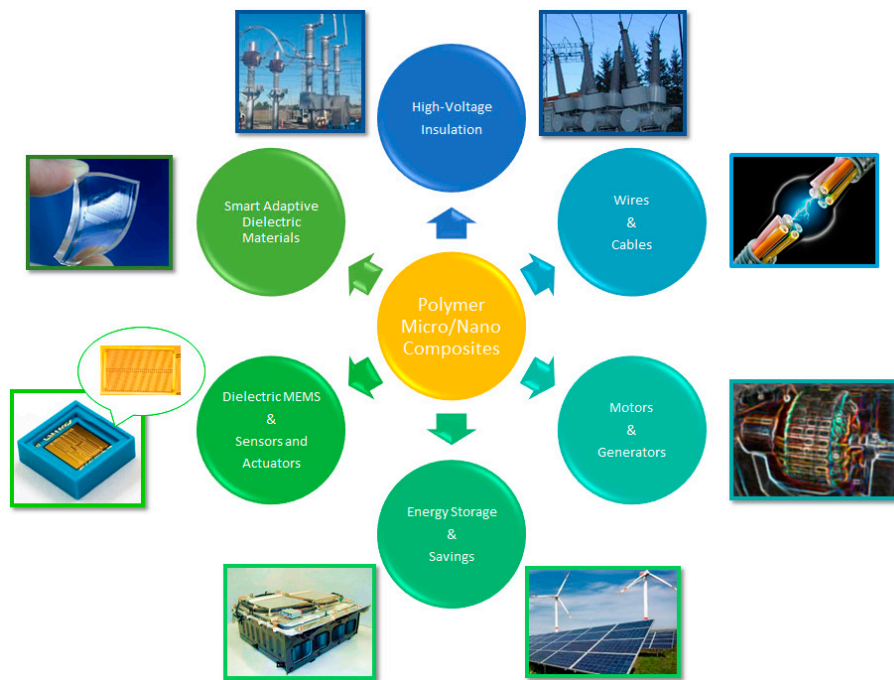 High-Voltage
Insulation
Smart Adaptive
Dielectric
Materials
Wires
&
Cables
Polymer
Micro/Nano
Composites
Dielectric MEMS
&
Sensors and
Actuators
Motors
&
Generators
Energy Storage
&
Savings